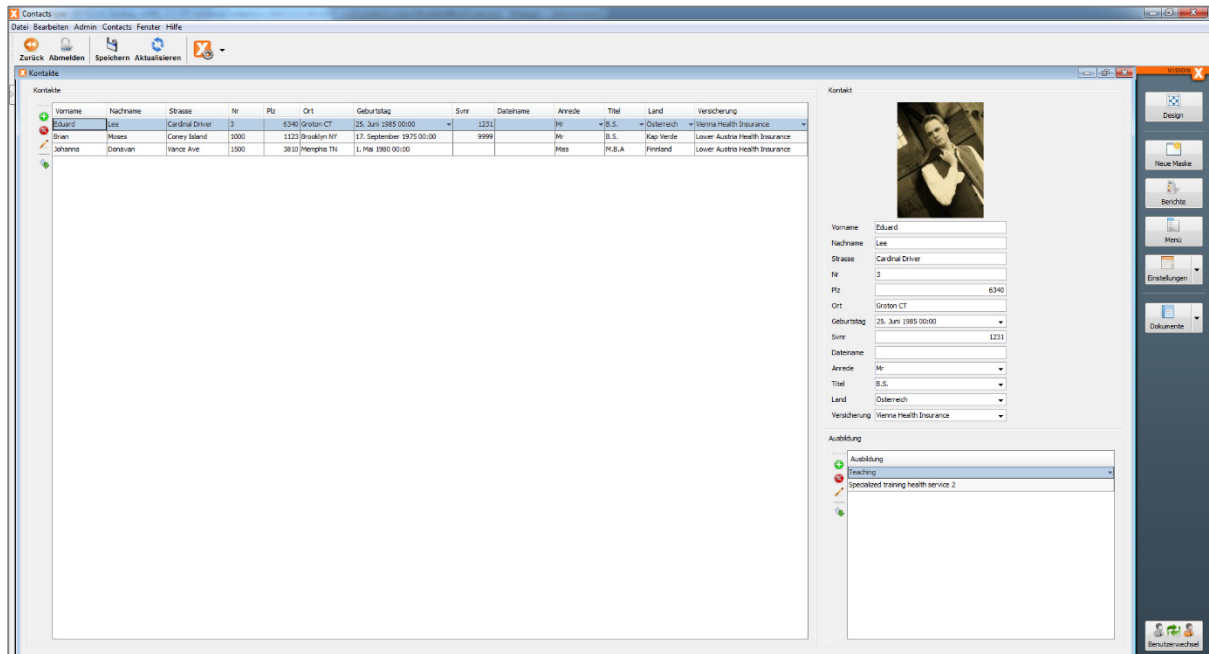 Contacts
Datei Bearbeiten Admin Contacts Fenster Hilfe
Zurück Abmelden Speichern Aktualisieren
Kontakte
Kontakte
Vorname Nachname Strasse Nr Plz Ort Geburtstag Svnr Dateiname Anrede Titel Land Versicherung
Eduard Lee Cardinal Driver 3 6340 Groton CT 25. Juni 1985 00:00 1231 Mr B.S. Österreich Vienna Health Insurance
Brian Moses Coney Island 1000 1123 Brooklyn NY 17. September 1975 00:00 9999 Mr B.S. Kap Verde Lower Austria Health Insurance
Johanna Donavan Vance Ave 1500 3810 Memphis TN 1. Mai 1980 00:00 Miss M.B.A Finnland Lower Austria Health Insurance
Kontakt
Vorname Eduard
Nachname Lee
Strasse Cardinal Driver
Nr 3
Plz 6340
Ort Groton CT
Geburtstag 25. Juni 1985 00:00
Svnr 1231
Dateiname
Anrede Mr
Titel B.S.
Land Österreich
Versicherung Vienna Health Insurance
Ausbildung
Ausbildung
Teaching
Specialized training health service 2
VISION X
Design
Neue Maske
Berichte
Menü
Einstellungen
Dokumente
Benutzerwechsel